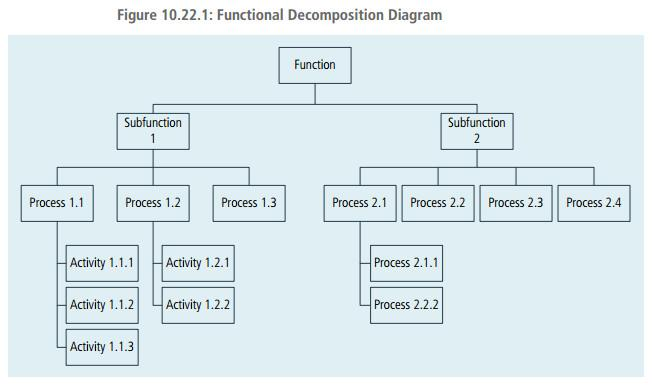 Figure 10.22.1: Functional Decomposition Diagram
Function
Subfunction
1
Subfunction
2
Process 1.1
Process 1.2
Process 1.3
Process 2.1
Process 2.2
Process 2.3
Process 2.4
Activity 1.1.1
Activity 1.2.1
Process 2.1.1
Activity 1.1.2
Activity 1.2.2
Process 2.2.2
Activity 1.1.3